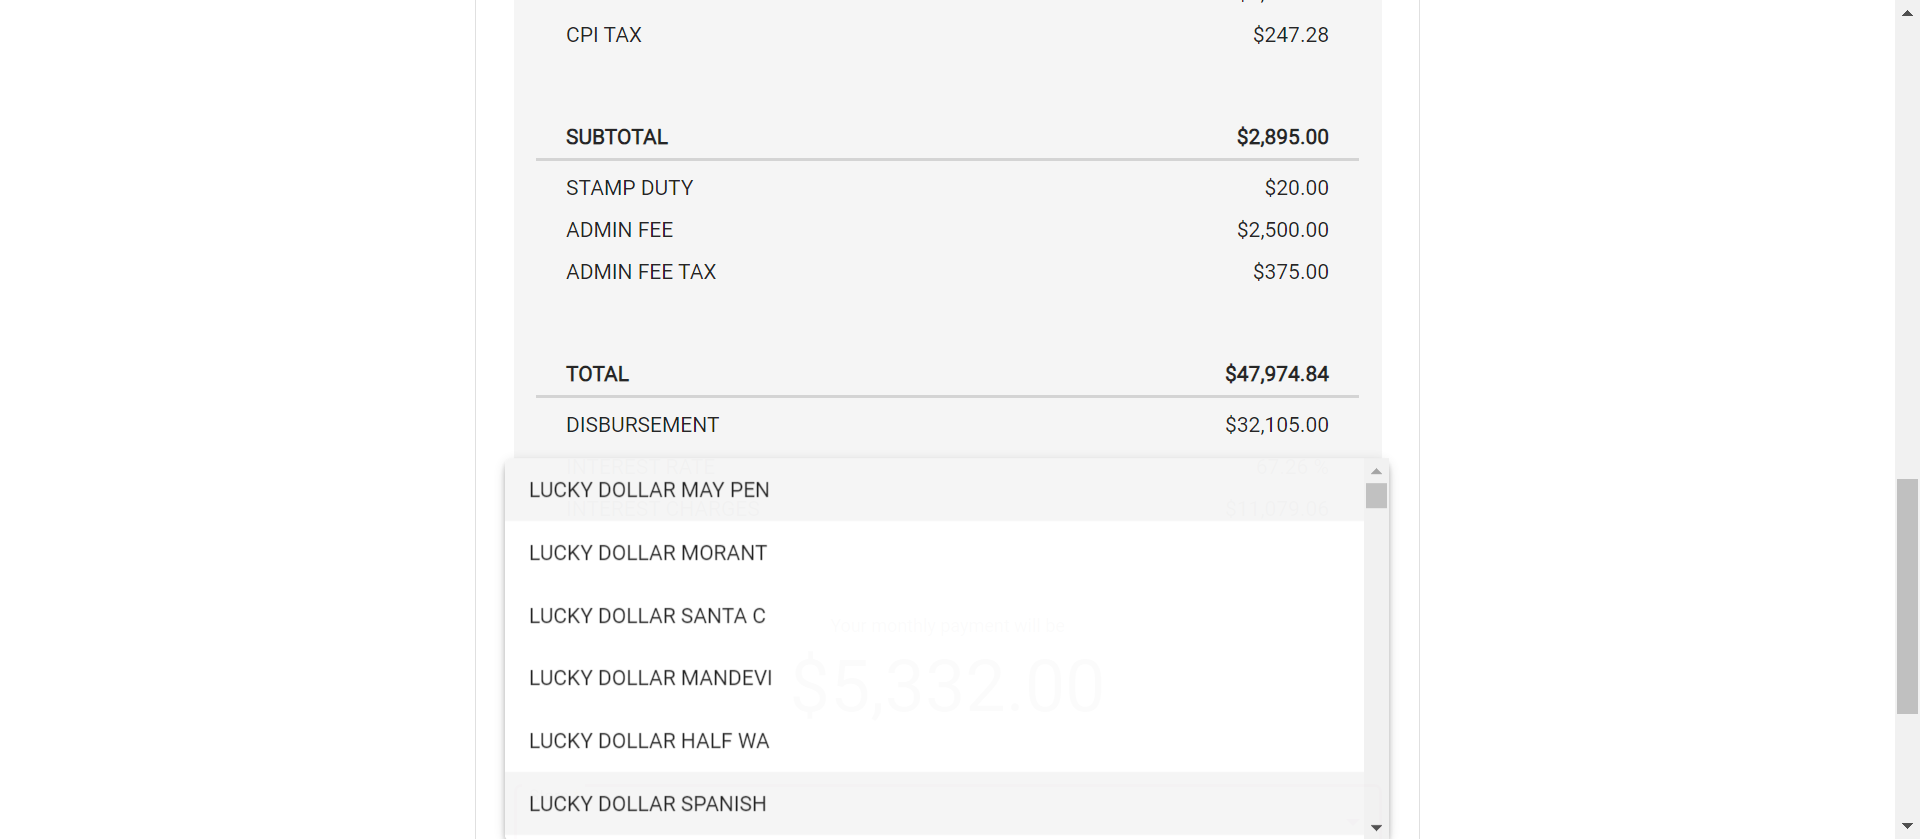 CPI TAX $247.28
SUBTOTAL $2,895.00
STAMP DUTY $20.00
ADMIN FEE $2,500.00
ADMIN FEE TAX $375.00
TOTAL $47,974.84
DISBURSEMENT $32,105.00
INTEREST RATE
LUCKY DOLLAR MAY PEN
INTEREST CHARGES
LUCKY DOLLAR MORANT
LUCKY DOLLAR SANTA C
Your monthly payment will be
LUCKY DOLLAR MANDEVI
$5,332.00
LUCKY DOLLAR HALF WA
LUCKY DOLLAR SPANISH